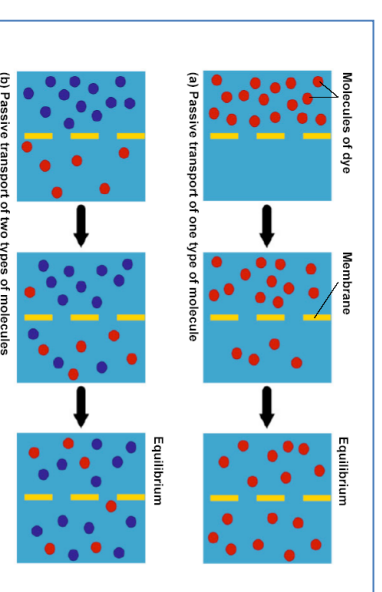 Molecules of dye
Membrane
Equilibrium
(a) Passive transport of one type of molecule
Equilibrium
(b) Passive transport of two types of molecules